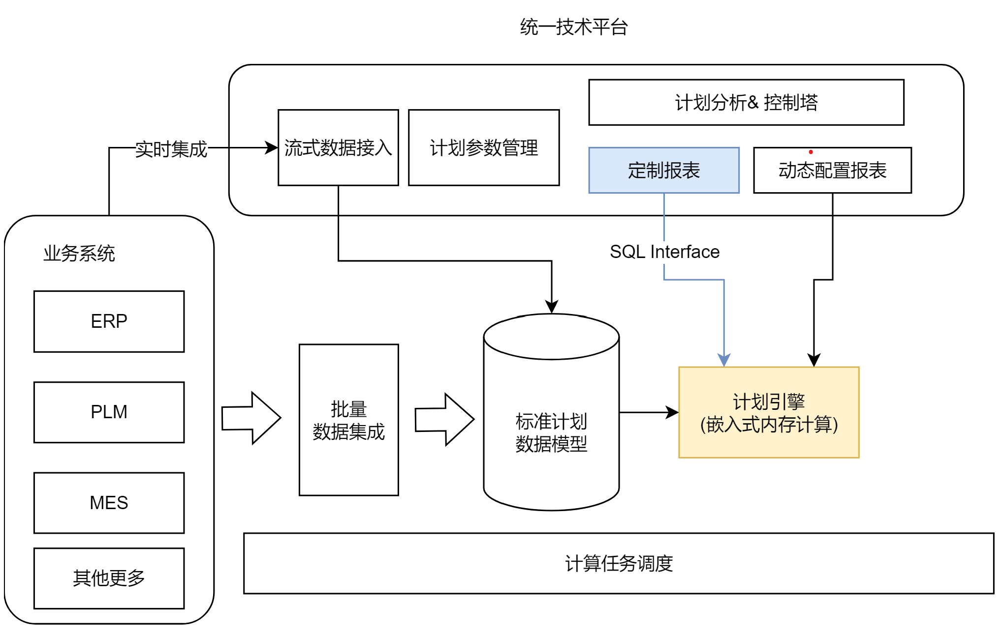 统一技术平台
计划分析& 控制塔
实时集成
流式数据接入
计划参数管理
定制报表
动态配置报表
业务系统
SQL Interface
ERP
PLM
MES
其他更多
批量
数据集成
标准计划
数据模型
计划引擎
(嵌入式内存计算)
计算任务调度